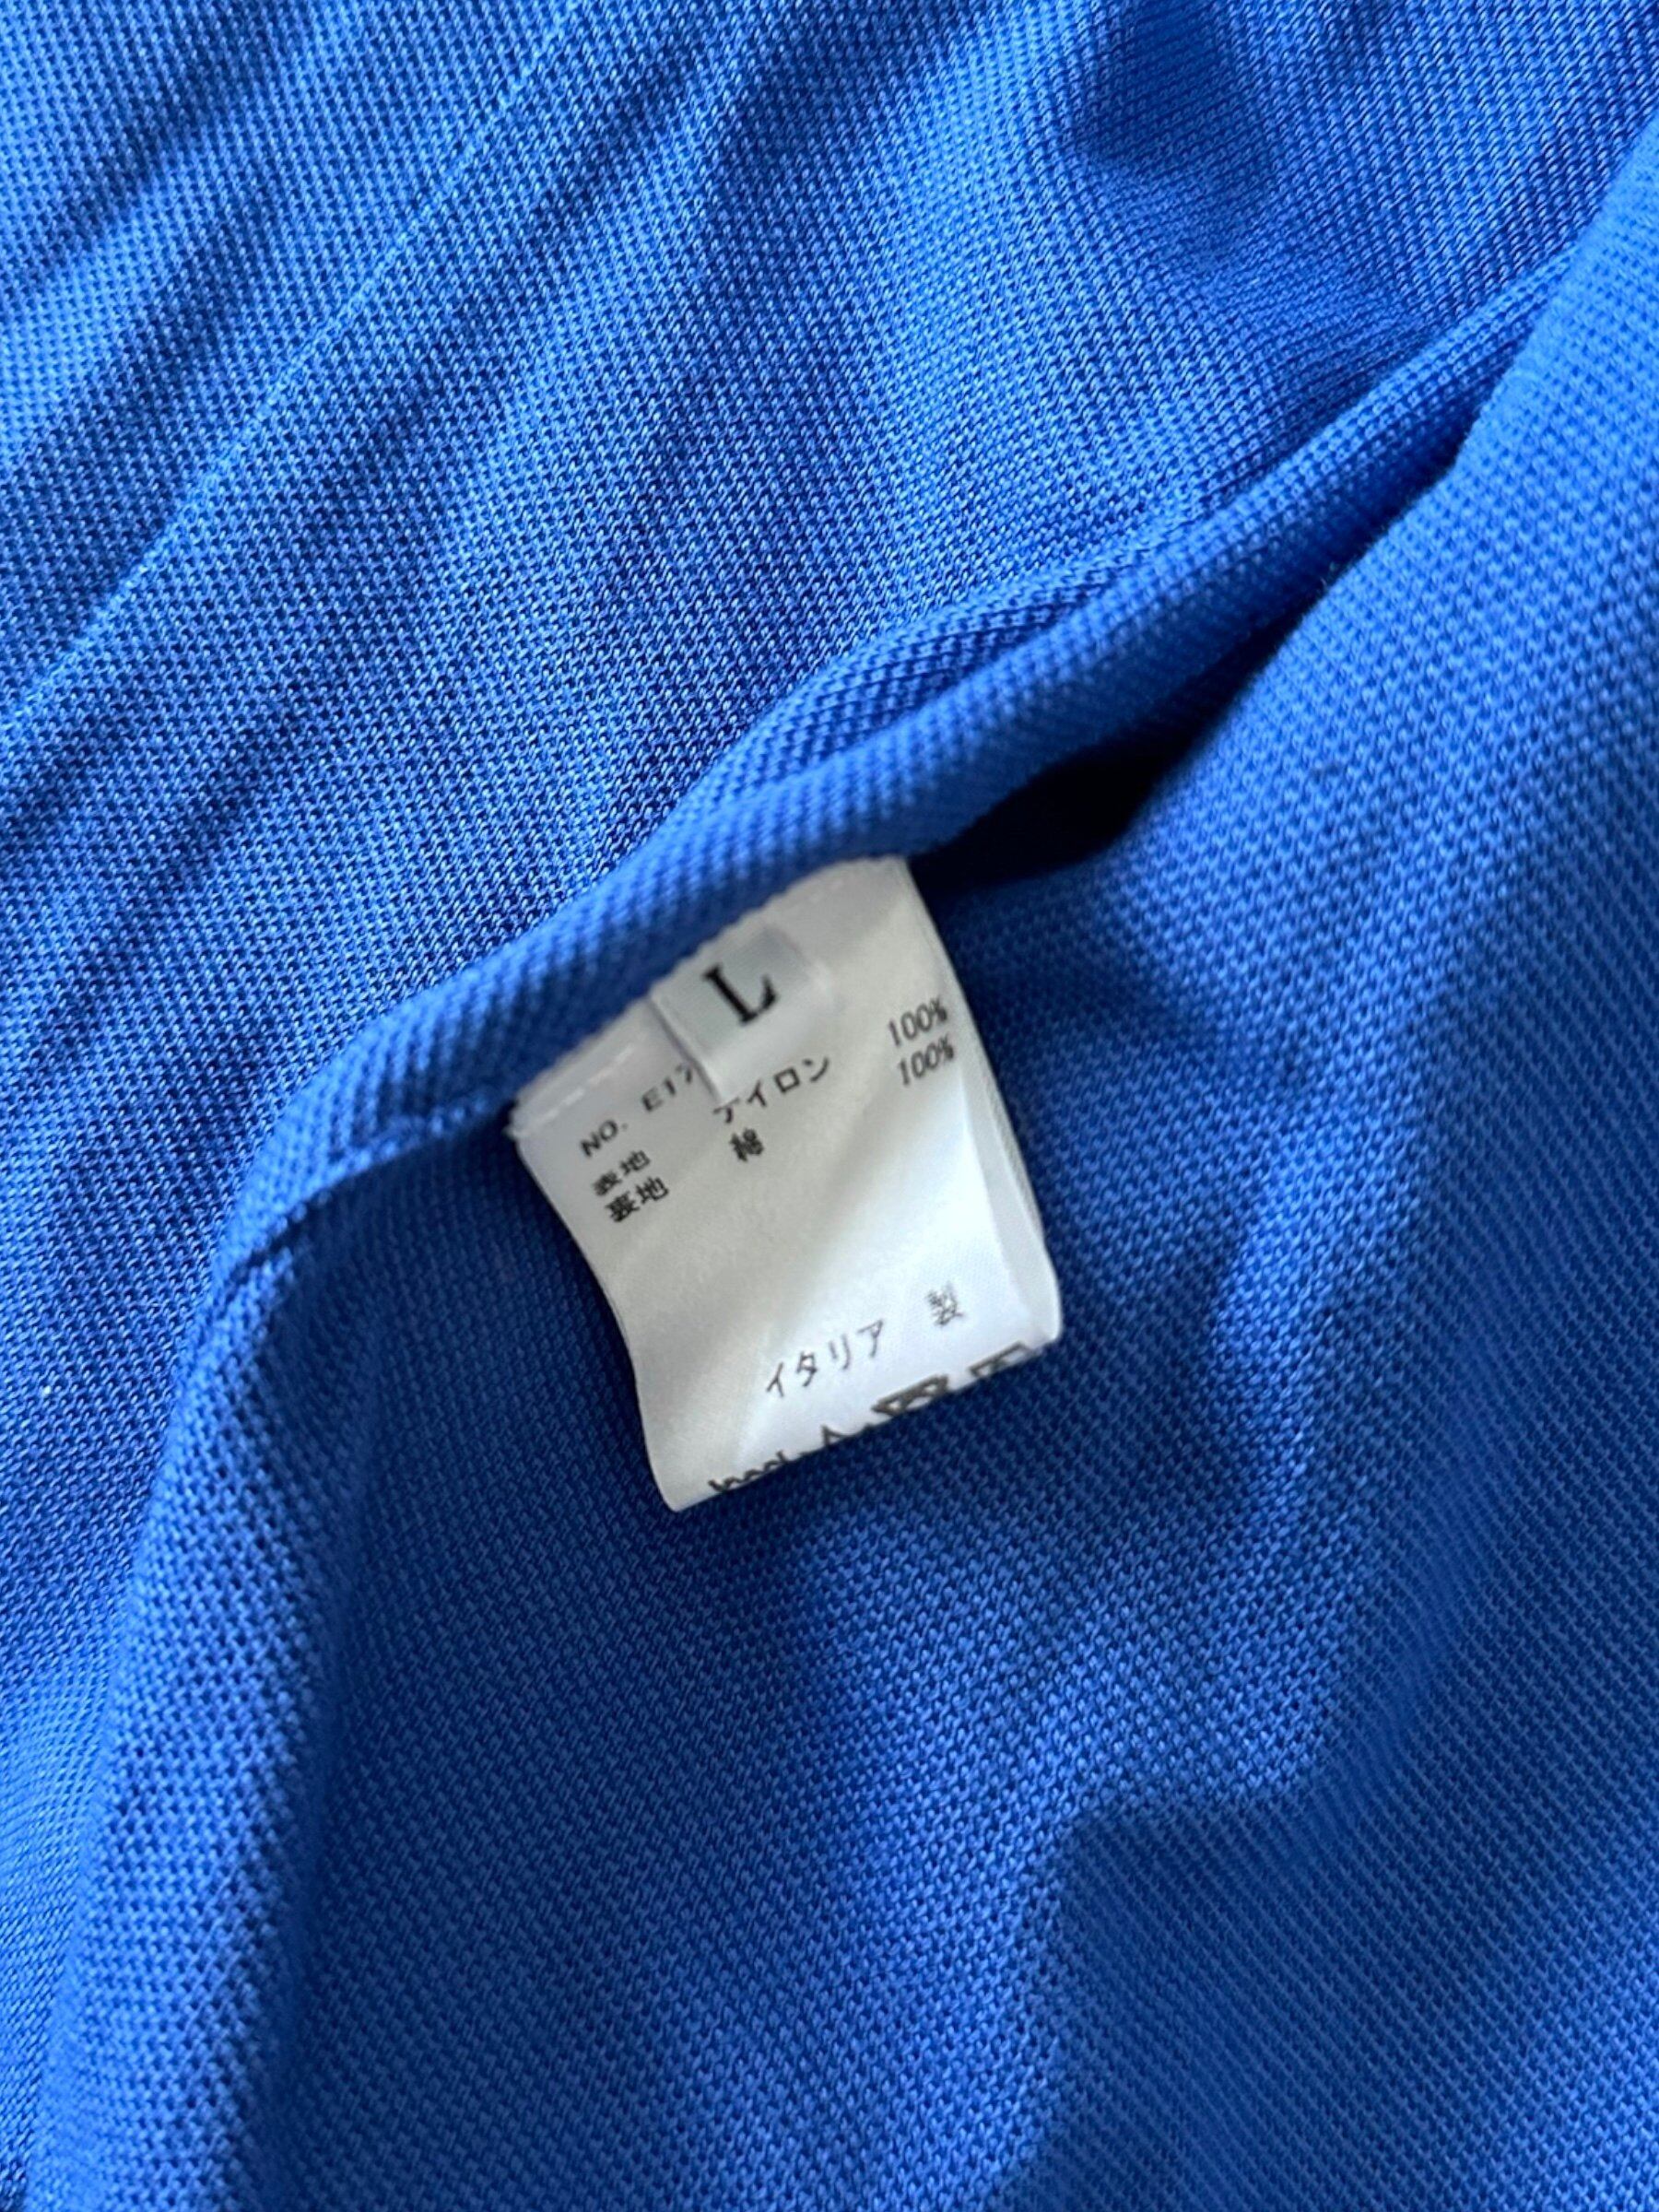 L
NO. E17
表地 ナイロン 100%
裏地 綿 100%
イタリア 製